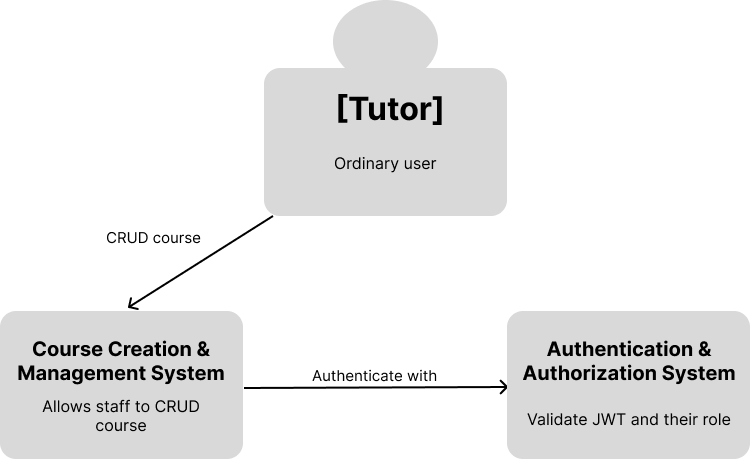 [Tutor]
Ordinary user
CRUD course
Course Creation &
Management System
Allows staff to CRUD
course
Authenticate with
Authentication &
Authorization System
Validate JWT and their role